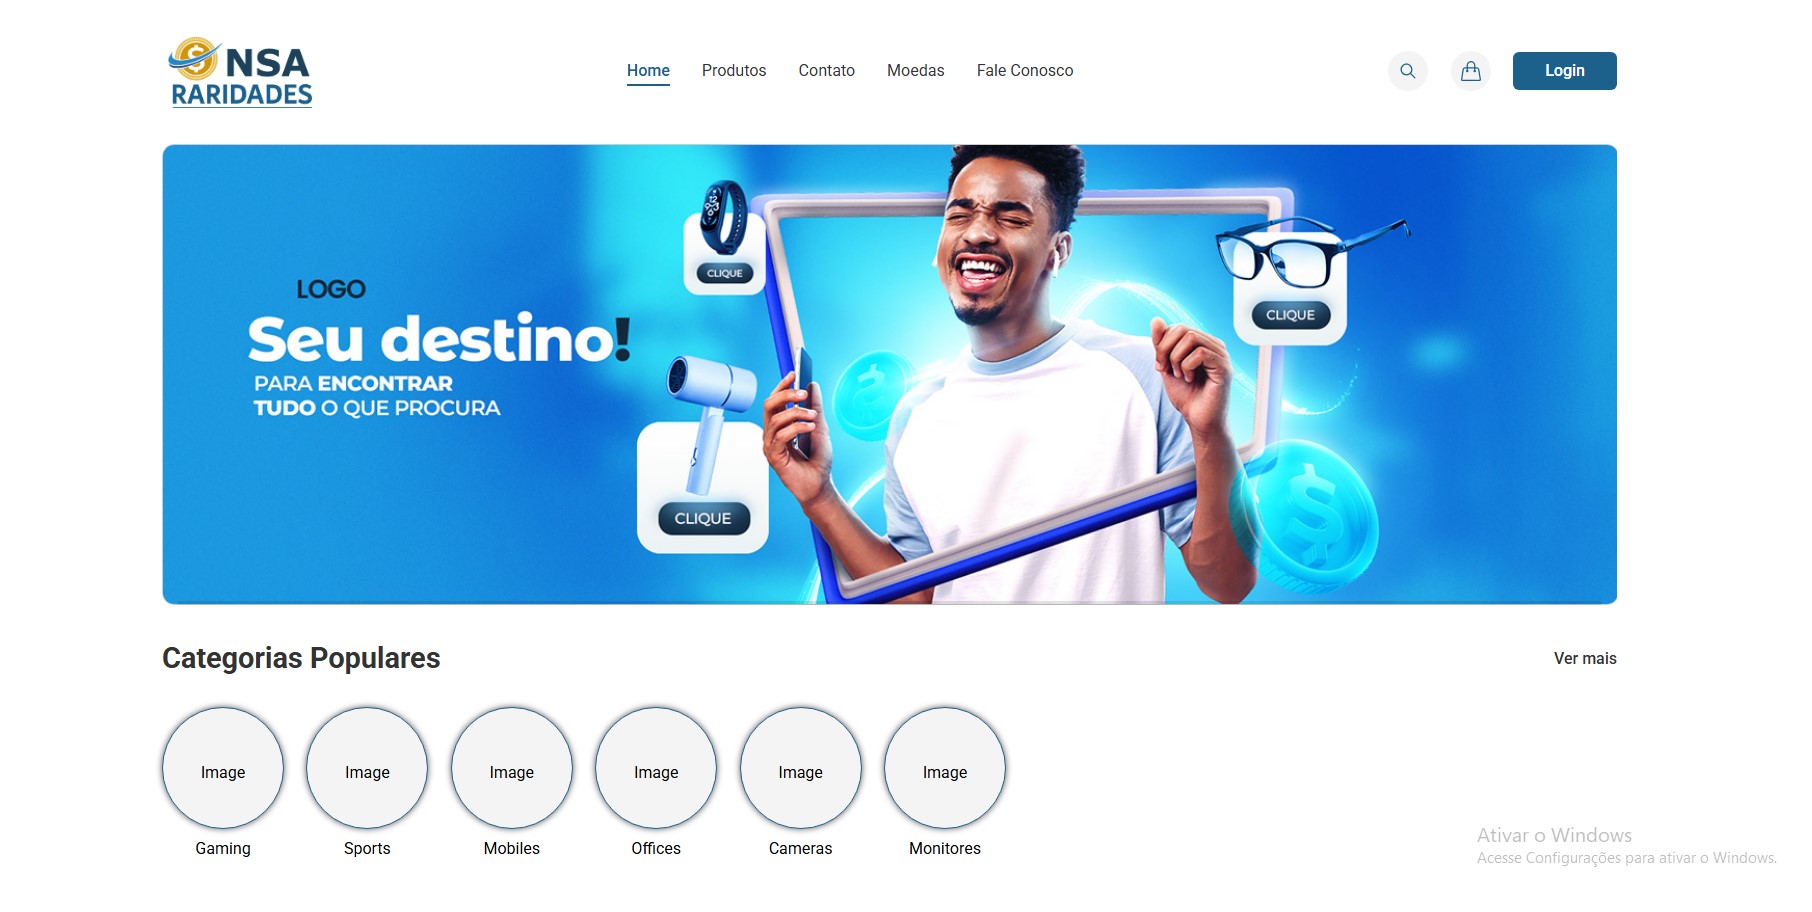 NSA
RARIDADES
Home
Produtos
Contato
Moedas
Fale Conosco
Login
LOGO
Seu destino!
PARA ENCONTRAR
TUDO O QUE PROCURA
CLIQUE
CLIQUE
CLIQUE
Categorias Populares
Ver mais
Image
Image
Image
Image
Image
Image
Gaming
Sports
Mobiles
Offices
Cameras
Monitores
Ativar o Windows
Acesse Configurações para ativar o Windows.